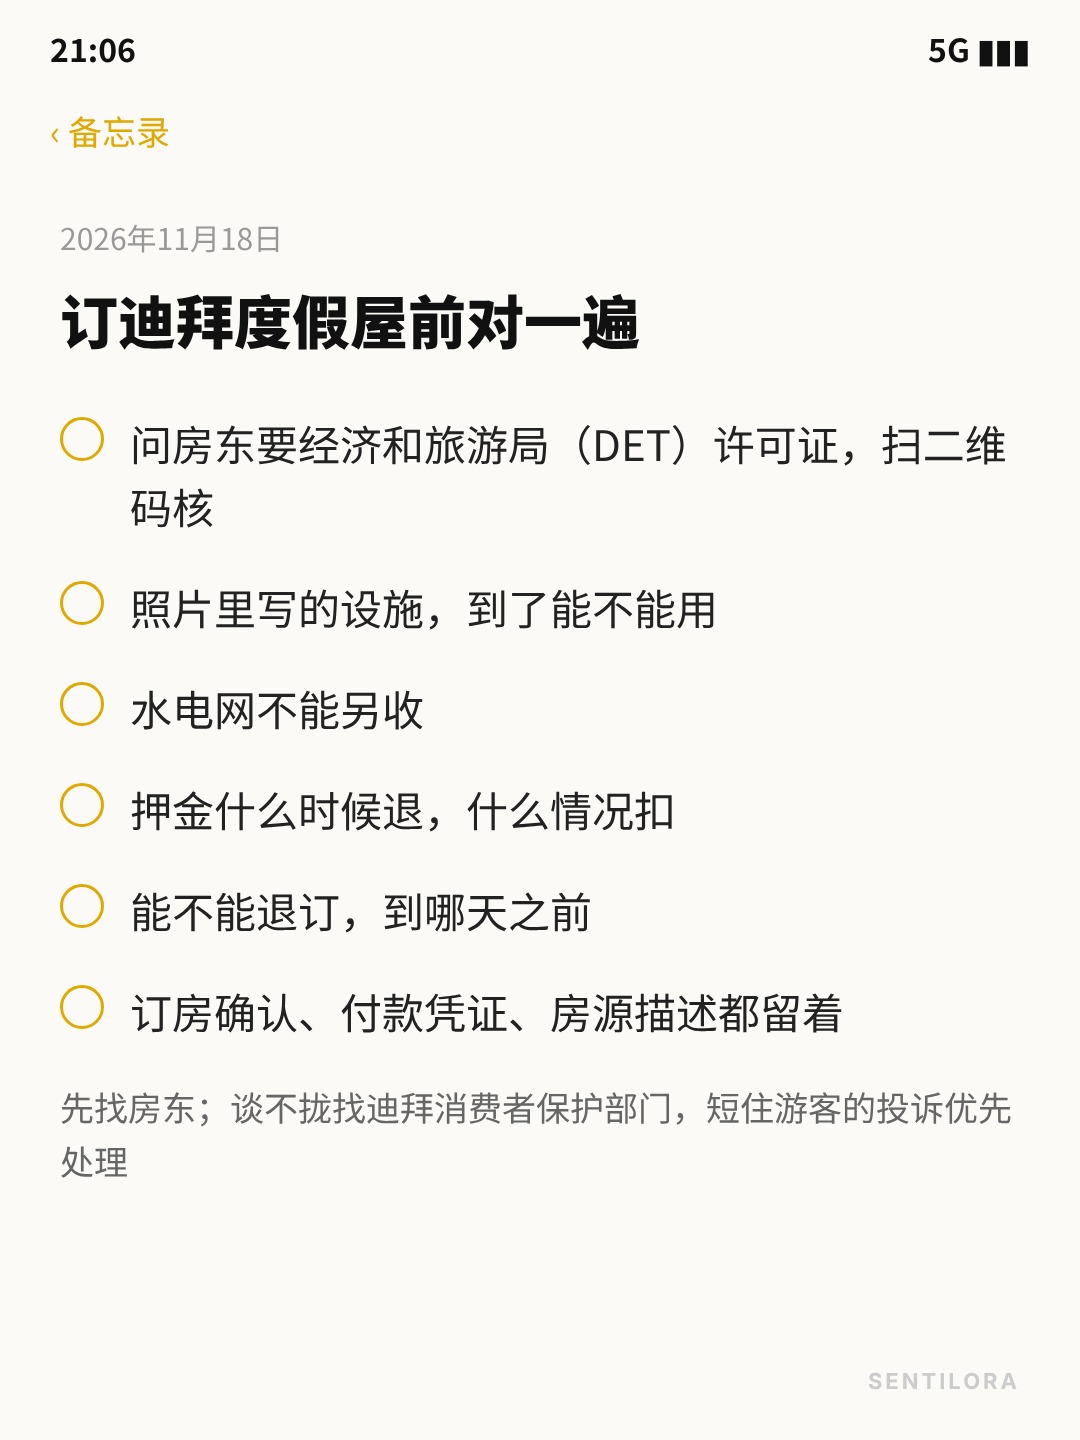 21:06
5G
‹ 备忘录
2026年11月18日
订迪拜度假屋前对一遍
问房东要经济和旅游局（DET）许可证，扫二维
码核
照片里写的设施，到了能不能用
水电网不能另收
押金什么时候退，什么情况扣
能不能退订，到哪天之前
订房确认、付款凭证、房源描述都留着
先找房东；谈不拢找迪拜消费者保护部门，短住游客的投诉优先
处理
SENTILORA